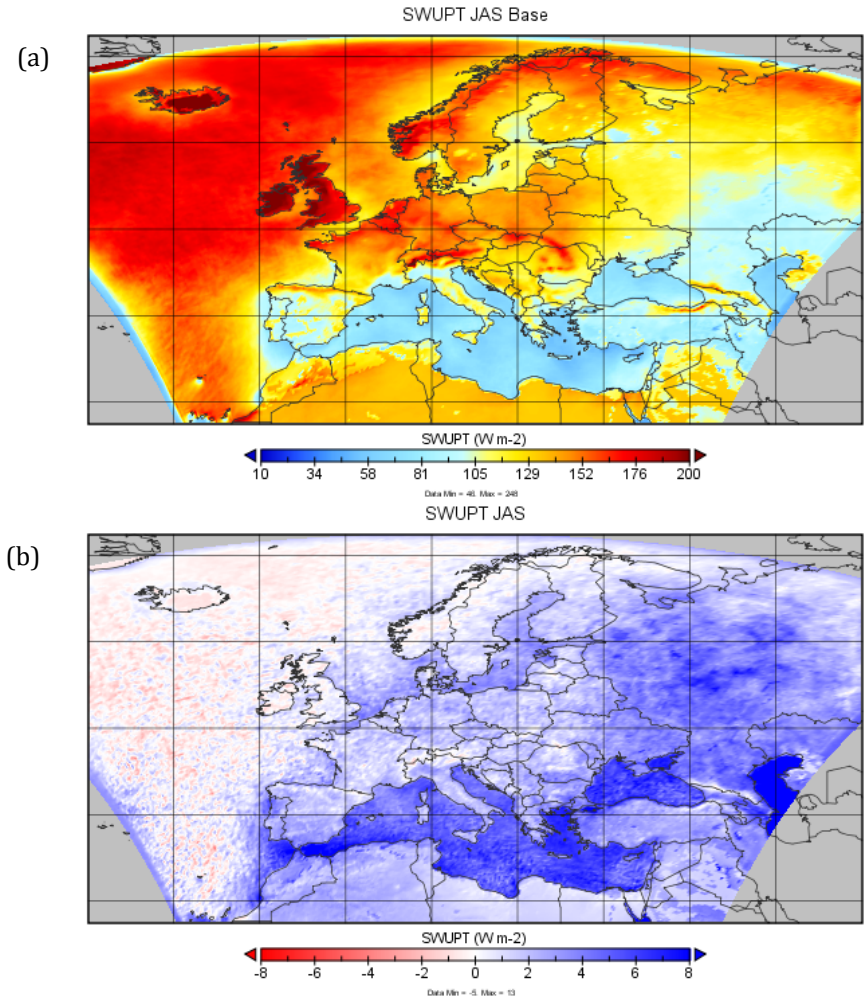 SWUPT JAS Base
(a)
SWUPT (W m-2)
10 34 58 81 105 129 152 176 200
Data Min = 46, Max = 248
SWUPT JAS
(b)
SWUPT (W m-2)
-8 -6 -4 -2 0 2 4 6 8
Data Min = -5, Max = 13